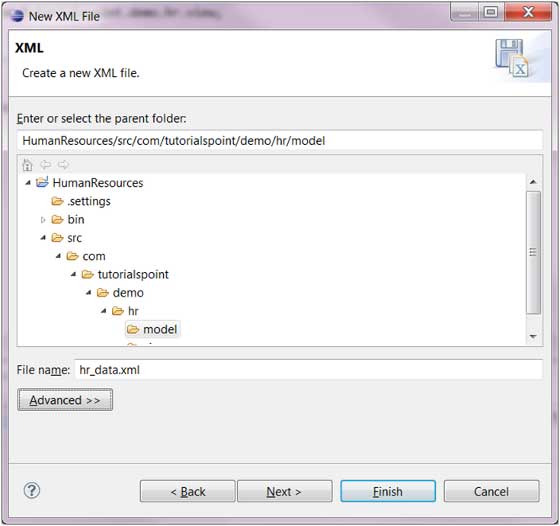 New XML File
XML
Create a new XML file.
Enter or select the parent folder:
HumanResources/src/com/tutorialspoint/demo/hr/model
HumanResources
.settings
bin
src
com
tutorialspoint
demo
hr
model
File name: hr_data.xml
Advanced >>
< Back Next > Finish Cancel